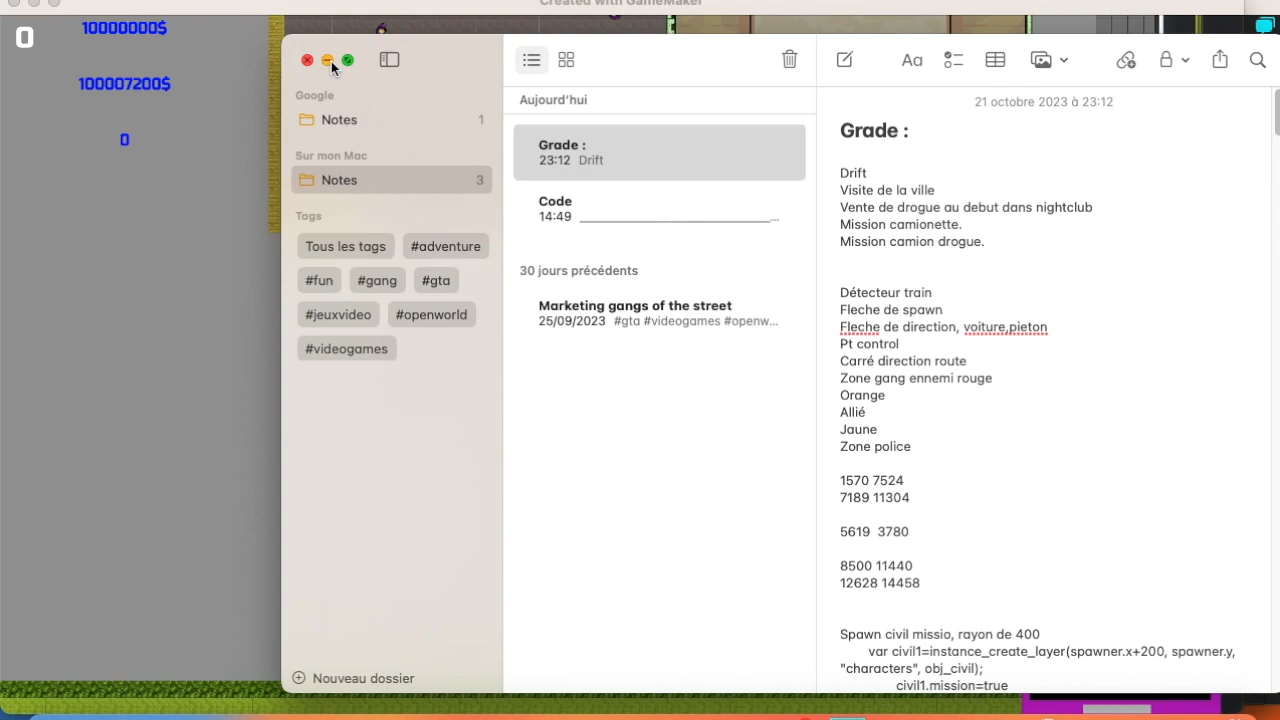 Created with GameMaker
0
10000000$
100007200$
0
Google
Notes 1
Sur mon Mac
Notes 3
Tags
Tous les tags #adventure
#fun #gang #gta
#jeuxvideo #openworld
#videogames
Nouveau dossier
Aujourd’hui
Grade :
23:12 Drift
Code
14:49 ___________________________...
30 jours précédents
Marketing gangs of the street
25/09/2023 #gta #videogames #openw...
Aa
21 octobre 2023 à 23:12
Grade :
Drift
Visite de la ville
Vente de drogue au debut dans nightclub
Mission camionette.
Mission camion drogue.
Détecteur train
Fleche de spawn
Fleche de direction, voiture,pieton
Pt control
Carré direction route
Zone gang ennemi rouge
Orange
Allié
Jaune
Zone police
1570 7524
7189 11304
5619  3780
8500 11440
12628 14458
Spawn civil missio, rayon de 400
var civil1=instance_create_layer(spawner.x+200, spawner.y,
"characters", obj_civil);
civil1.mission=true